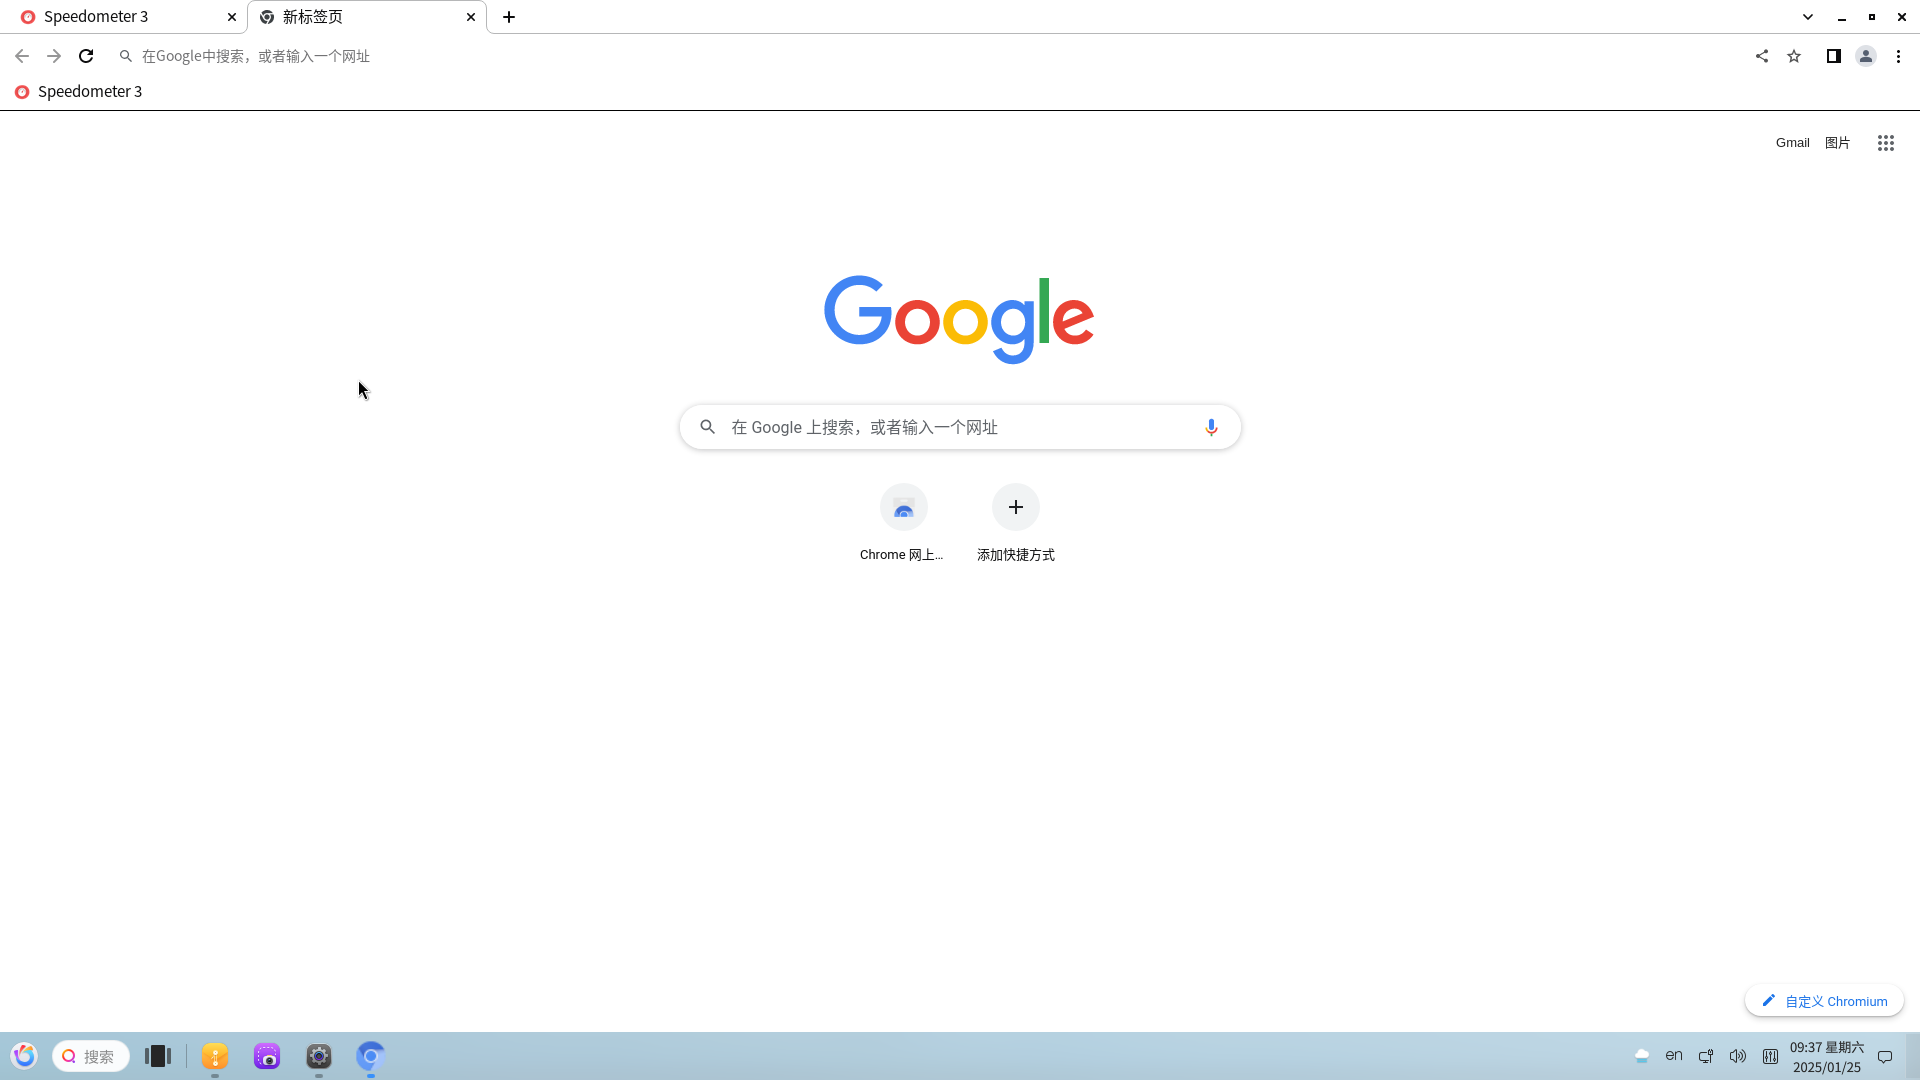 Speedometer 3
新标签页
在Google中搜索，或者输入一个网址
Speedometer 3
Gmail 图片
Google
在 Google 上搜索，或者输入一个网址
Chrome 网上...
添加快捷方式
自定义 Chromium
搜索
en
09:37 星期六
2025/01/25